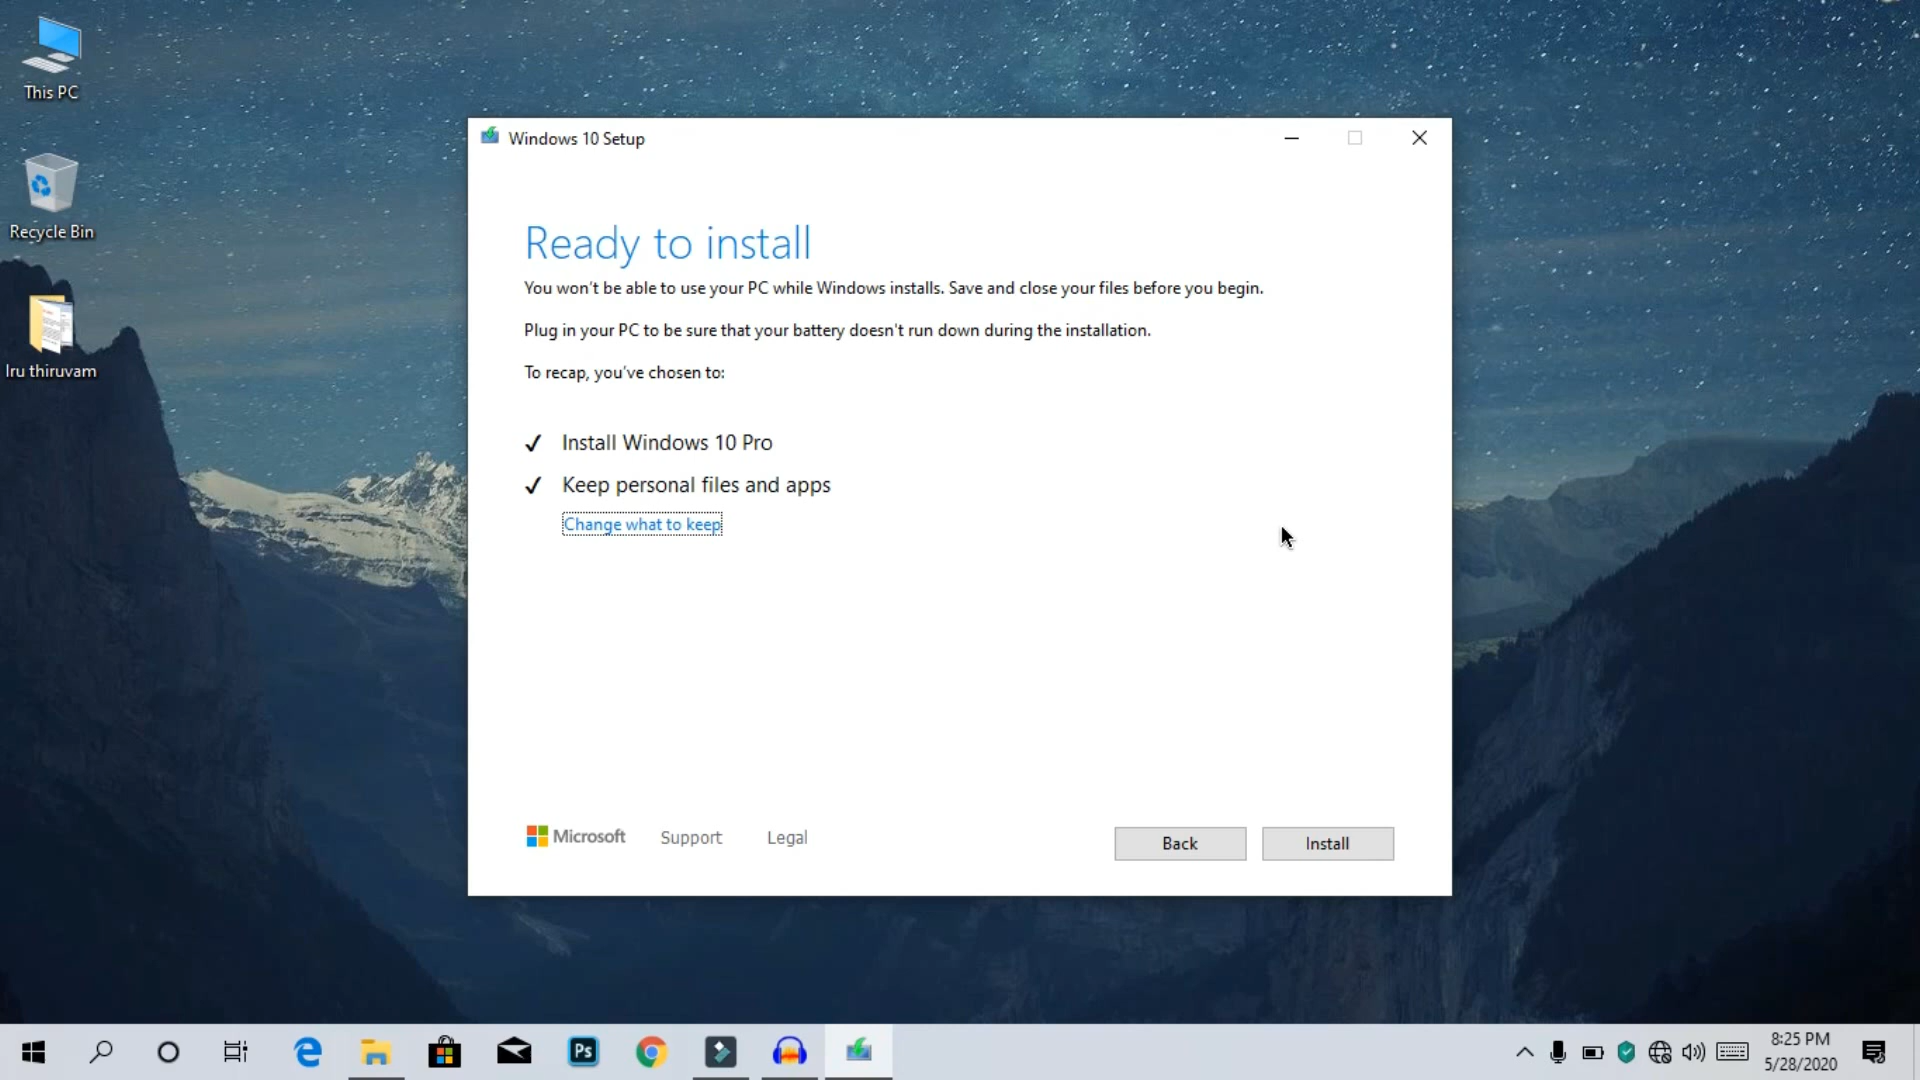 This PC
Recycle Bin
Iru thiruvam
Windows 10 Setup
Ready to install
You won't be able to use your PC while Windows installs. Save and close your files before you begin.
Plug in your PC to be sure that your battery doesn't run down during the installation.
To recap, you've chosen to:
Install Windows 10 Pro
Keep personal files and apps
Change what to keep
Microsoft Support Legal
Back Install
Ps
8:25 PM
5/28/2020